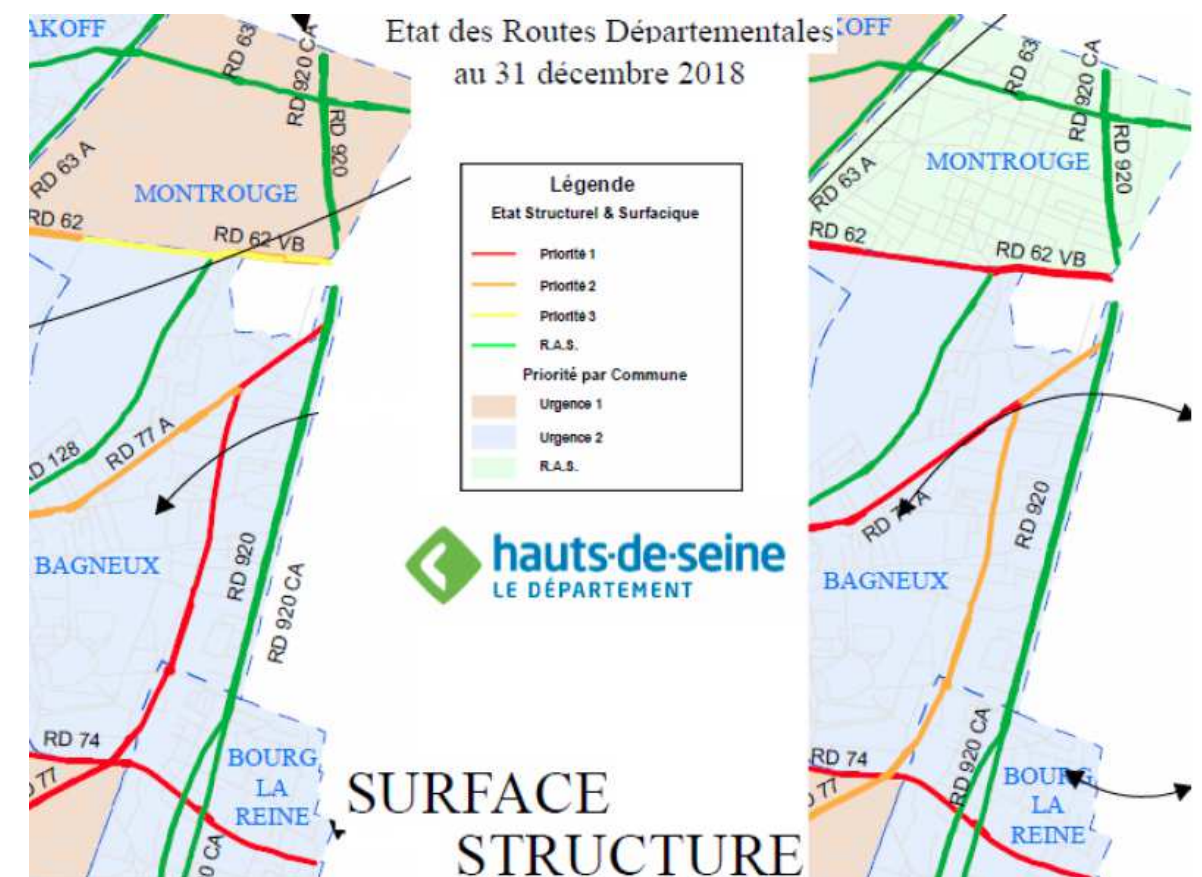 Etat des Routes Départementales
au 31 décembre 2018
AKOFF
RD 63
RD 920 CA
RD 920
RD 63 A
MONTROUGE
RD 62
RD 62 VB
RD 77 A
BAGNEUX
RD 920
RD 920 CA
RD 74
BOURG
LA
REINE
Légende
Etat Structurel & Surfacique
Priorité 1
Priorité 2
Priorité 3
R.A.S.
Priorité par Commune
Urgence 1
Urgence 2
R.A.S.
hauts-de-seine
LE DÉPARTEMENT
SURFACE
STRUCTURE
OFF
RD 63
RD 920 CA
RD 920
RD 63 A
MONTROUGE
RD 62
RD 62 VB
BAGNEUX
RD 920
RD 920 CA
RD 74
BOURG
LA
REINE